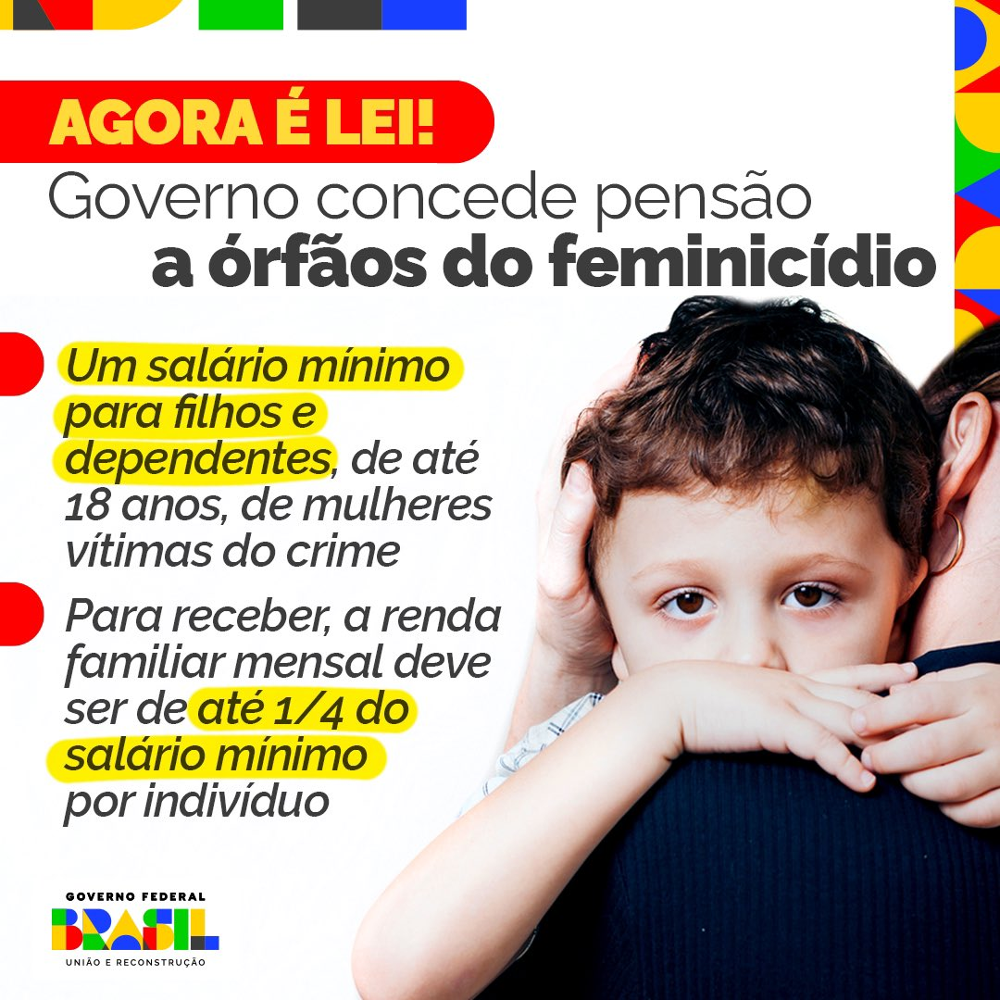 AGORA É LEI!
Governo concede pensão
a órfãos do feminicídio
Um salário mínimo
para filhos e
dependentes, de até
18 anos, de mulheres
vítimas do crime
Para receber, a renda
familiar mensal deve
ser de até 1/4 do
salário mínimo
por indivíduo
GOVERNO FEDERAL
BRASIL
UNIÃO E RECONSTRUÇÃO